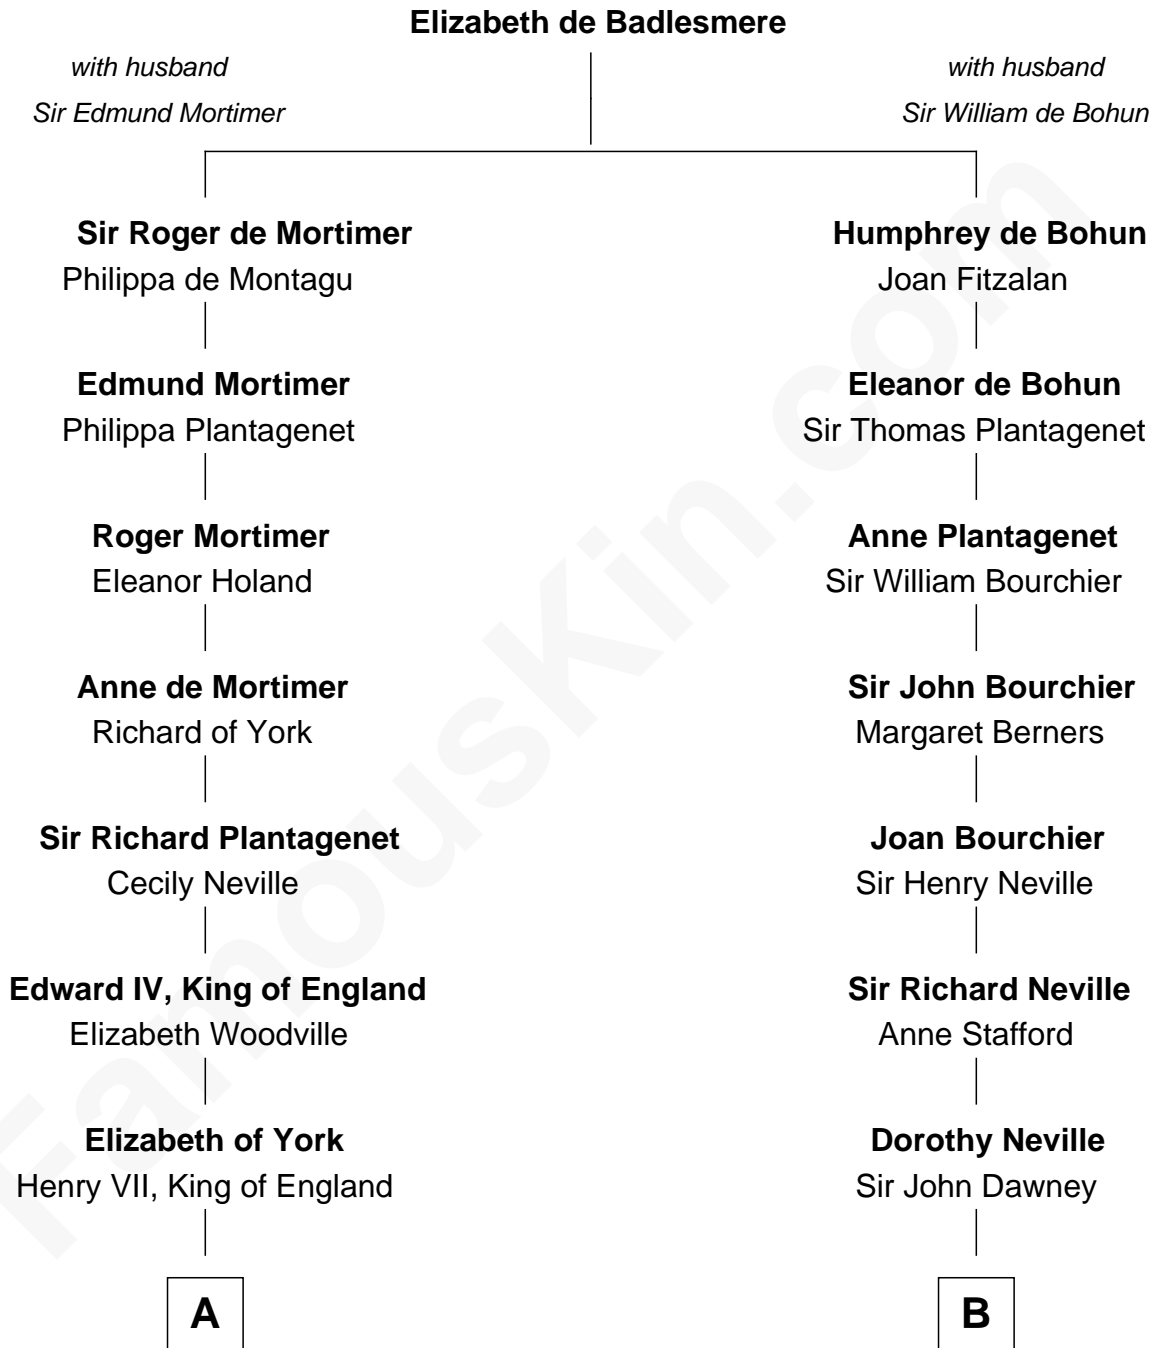 Elizabeth de Badlesmere
with husband
Sir Edmund Mortimer
with husband
Sir William de Bohun
Sir Roger de Mortimer
Philippa de Montagu
Humphrey de Bohun
Joan Fitzalan
Edmund Mortimer
Philippa Plantagenet
Eleanor de Bohun
Sir Thomas Plantagenet
Roger Mortimer
Eleanor Holand
Anne Plantagenet
Sir William Bourchier
Anne de Mortimer
Richard of York
Sir John Bourchier
Margaret Berners
Sir Richard Plantagenet
Cecily Neville
Joan Bourchier
Sir Henry Neville
Edward IV, King of England
Elizabeth Woodville
Sir Richard Neville
Anne Stafford
Elizabeth of York
Henry VII, King of England
Dorothy Neville
Sir John Dawney
A
B
FamousKin.com